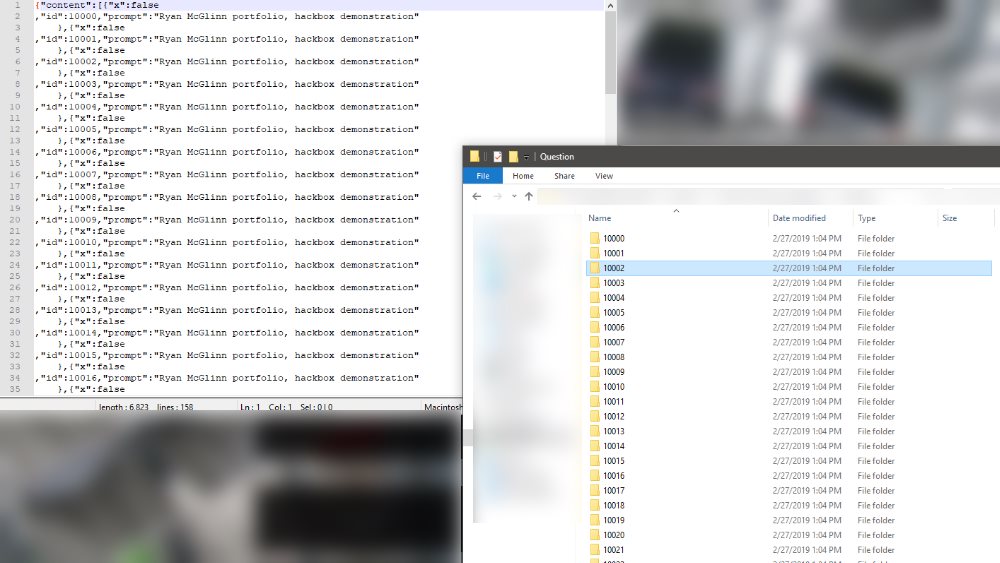 1 {"content":[{"x":false
2 ,"id":10000,"prompt":"Ryan McGlinn portfolio, hackbox demonstration"
3 },{"x":false
4 ,"id":10001,"prompt":"Ryan McGlinn portfolio, hackbox demonstration"
5 },{"x":false
6 ,"id":10002,"prompt":"Ryan McGlinn portfolio, hackbox demonstration"
7 },{"x":false
8 ,"id":10003,"prompt":"Ryan McGlinn portfolio, hackbox demonstration"
9 },{"x":false
10 ,"id":10004,"prompt":"Ryan McGlinn portfolio, hackbox demonstration"
11 },{"x":false
12 ,"id":10005,"prompt":"Ryan McGlinn portfolio, hackbox demonstration"
13 },{"x":false
14 ,"id":10006,"prompt":"Ryan McGlinn portfolio, hackbox demonstration"
15 },{"x":false
16 ,"id":10007,"prompt":"Ryan McGlinn portfolio, hackbox demonstration"
17 },{"x":false
18 ,"id":10008,"prompt":"Ryan McGlinn portfolio, hackbox demonstration"
19 },{"x":false
20 ,"id":10009,"prompt":"Ryan McGlinn portfolio, hackbox demonstration"
21 },{"x":false
22 ,"id":10010,"prompt":"Ryan McGlinn portfolio, hackbox demonstration"
23 },{"x":false
24 ,"id":10011,"prompt":"Ryan McGlinn portfolio, hackbox demonstration"
25 },{"x":false
26 ,"id":10012,"prompt":"Ryan McGlinn portfolio, hackbox demonstration"
27 },{"x":false
28 ,"id":10013,"prompt":"Ryan McGlinn portfolio, hackbox demonstration"
29 },{"x":false
30 ,"id":10014,"prompt":"Ryan McGlinn portfolio, hackbox demonstration"
31 },{"x":false
32 ,"id":10015,"prompt":"Ryan McGlinn portfolio, hackbox demonstration"
33 },{"x":false
34 ,"id":10016,"prompt":"Ryan McGlinn portfolio, hackbox demonstration"
35 },{"x":false
length : 6,823 lines : 158 Ln : 1 Col : 1 Sel : 0 | 0 Macintosh
Question
File Home Share View
Name Date modified Type Size
10000 2/27/2019 1:04 PM File folder
10001 2/27/2019 1:04 PM File folder
10002 2/27/2019 1:04 PM File folder
10003 2/27/2019 1:04 PM File folder
10004 2/27/2019 1:04 PM File folder
10005 2/27/2019 1:04 PM File folder
10006 2/27/2019 1:04 PM File folder
10007 2/27/2019 1:04 PM File folder
10008 2/27/2019 1:04 PM File folder
10009 2/27/2019 1:04 PM File folder
10010 2/27/2019 1:04 PM File folder
10011 2/27/2019 1:04 PM File folder
10012 2/27/2019 1:04 PM File folder
10013 2/27/2019 1:04 PM File folder
10014 2/27/2019 1:04 PM File folder
10015 2/27/2019 1:04 PM File folder
10016 2/27/2019 1:04 PM File folder
10017 2/27/2019 1:04 PM File folder
10018 2/27/2019 1:04 PM File folder
10019 2/27/2019 1:04 PM File folder
10020 2/27/2019 1:04 PM File folder
10021 2/27/2019 1:04 PM File folder